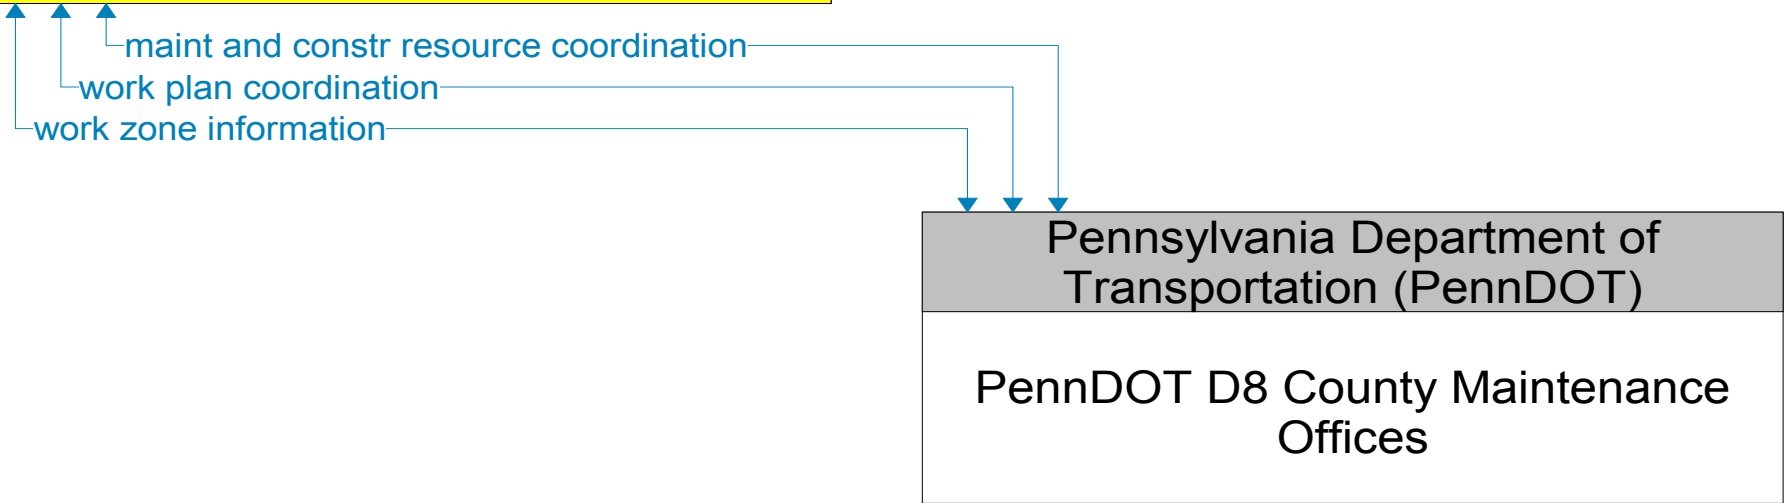 maint and constr resource coordination
work plan coordination
work zone information
Pennsylvania Department of
Transportation (PennDOT)
PennDOT D8 County Maintenance
Offices